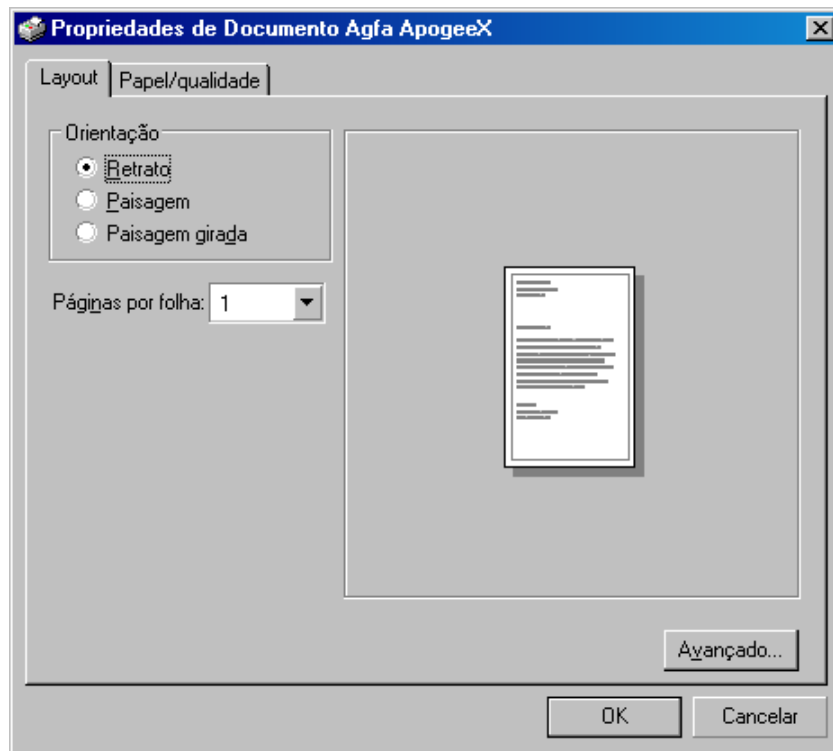 Propriedades de Documento Agfa ApogeeX
Layout
Papel/qualidade
Orientação
Retrato
Paisagem
Paisagem girada
Páginas por folha: 1
Avançado...
OK
Cancelar